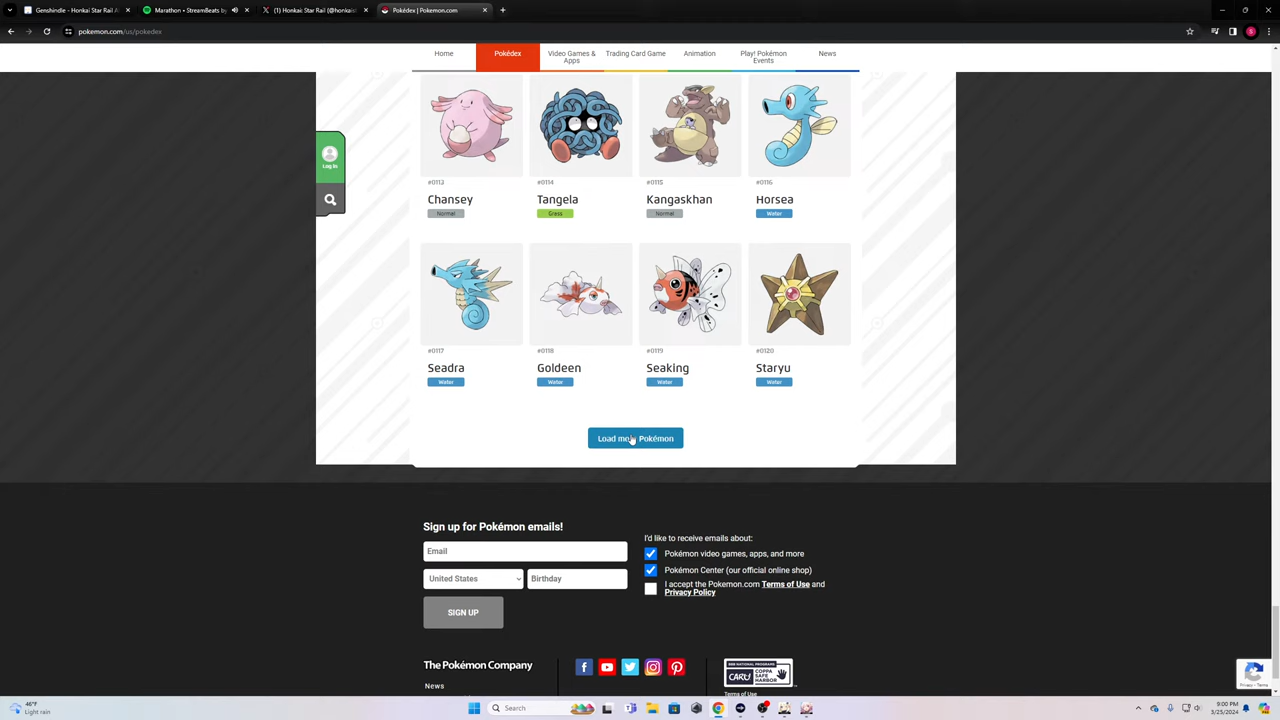 Genshindle - Honkai Star Rail A
Marathon • StreamBeats by
(1) Honkai: Star Rail (@honkais
Pokédex | Pokemon.com
pokemon.com/us/pokedex
Home
Pokédex
Video Games &
Apps
Trading Card Game
Animation
Play! Pokémon
Events
News
Log In
#0113
#0114
#0115
#0116
Chansey
Tangela
Kangaskhan
Horsea
Normal
Grass
Normal
Water
#0117
#0118
#0119
#0120
Seadra
Goldeen
Seaking
Staryu
Water
Water
Water
Water
Load more Pokémon
Sign up for Pokémon emails!
Email
United States
Birthday
SIGN UP
I'd like to receive emails about:
Pokémon video games, apps, and more
Pokémon Center (our official online shop)
I accept the Pokemon.com Terms of Use and
Privacy Policy
The Pokémon Company
News
BBB NATIONAL PROGRAMS
CARU
COPPA
SAFE
HARBOR
Terms of Use
Privacy - Terms
46°F
Light rain
Search
9:00 PM
3/25/2024